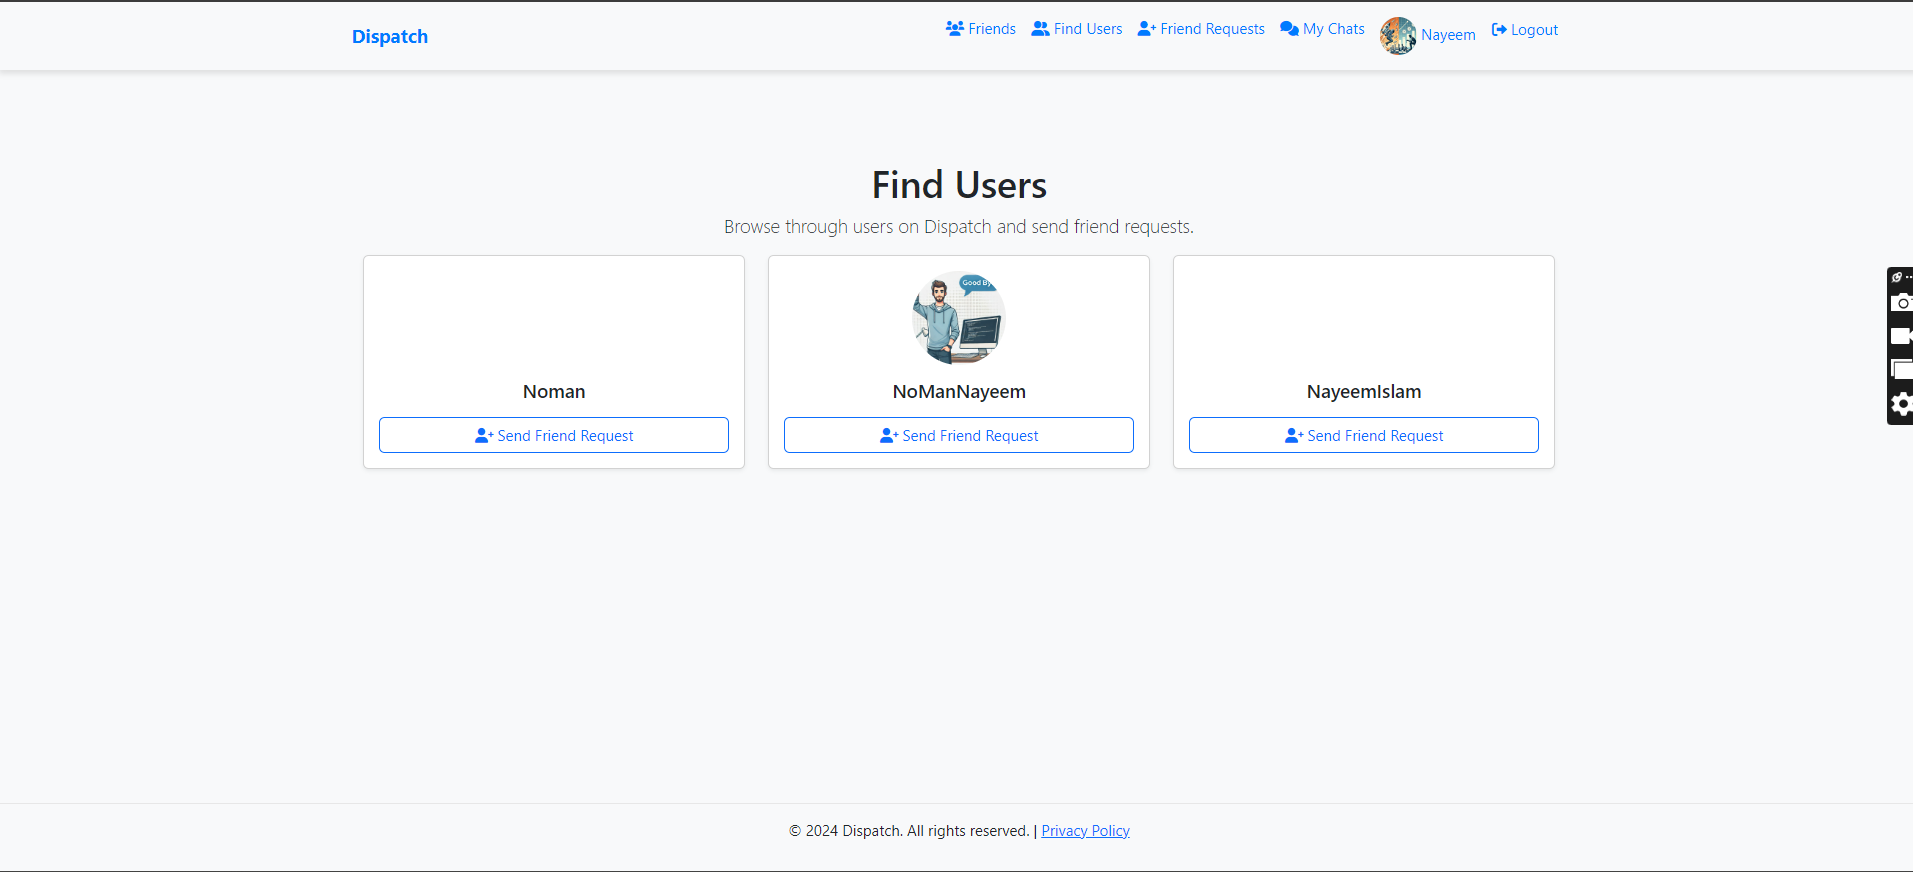 Dispatch
Friends Find Users Friend Requests My Chats Nayeem Logout
Find Users
Browse through users on Dispatch and send friend requests.
Good By
Noman NoManNayeem NayeemIslam
Send Friend Request Send Friend Request Send Friend Request
© 2024 Dispatch. All rights reserved. | Privacy Policy